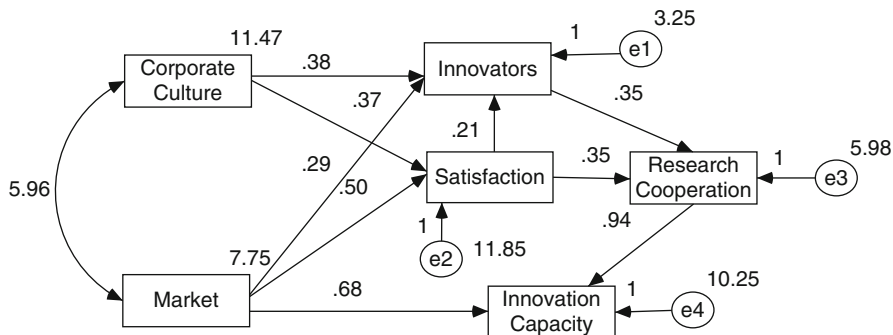 11.47
3.25
1
e1
Corporate
Culture
.38
Innovators
.37
.35
.21
5.96
.29
.50
Satisfaction
.35
Research
Cooperation
5.98
1
e3
1
e2
11.85
.94
7.75
Market
.68
Innovation
Capacity
10.25
1
e4